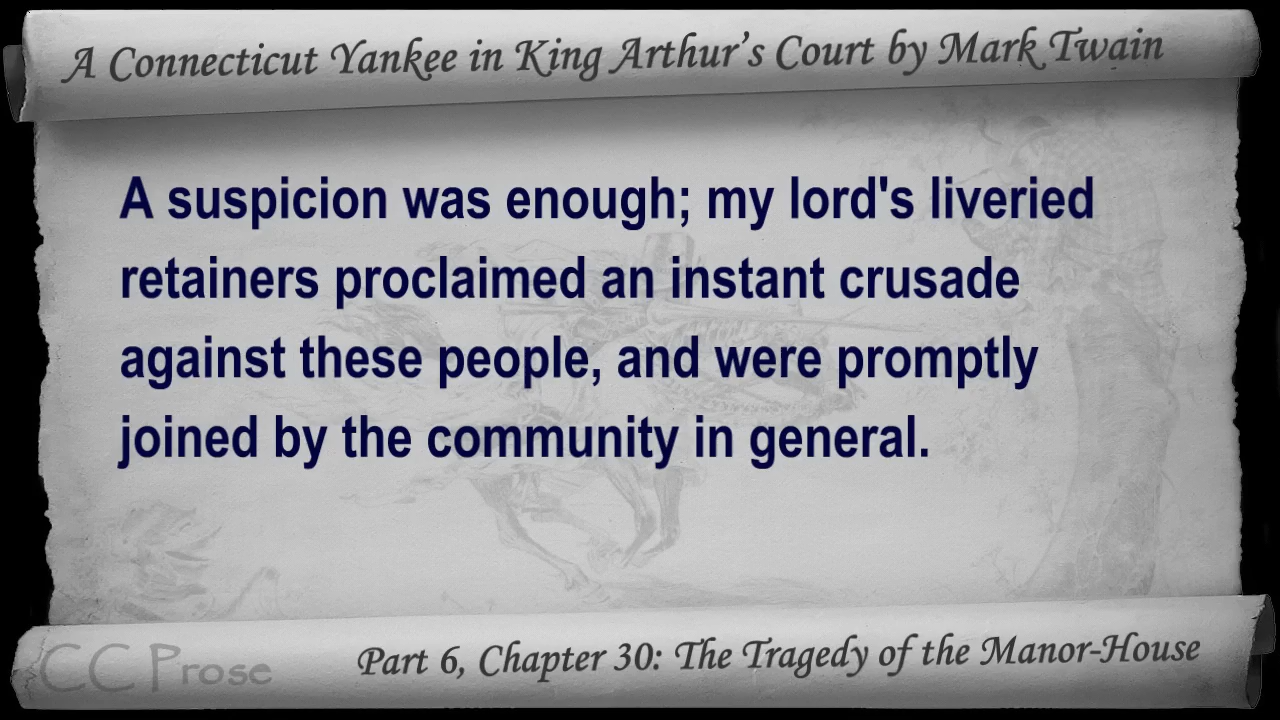 A Connecticut Yankee in King Arthur's Court by Mark Twain
A suspicion was enough; my lord's liveried
retainers proclaimed an instant crusade
against these people, and were promptly
joined by the community in general.
CC Prose
Part 6, Chapter 30: The Tragedy of the Manor-House